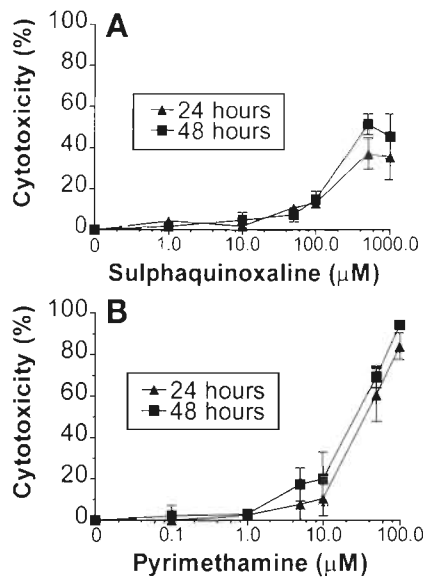 A
Cytotoxicity (%)
100
80
60
40
20
0
24 hours
48 hours
0 1.0 10.0 100.0 1000.0
Sulphaquinoxaline (µM)
B
Cytotoxicity (%)
100
80
60
40
20
0
24 hours
48 hours
0 0.1 1.0 10.0 100.0
Pyrimethamine (µM)